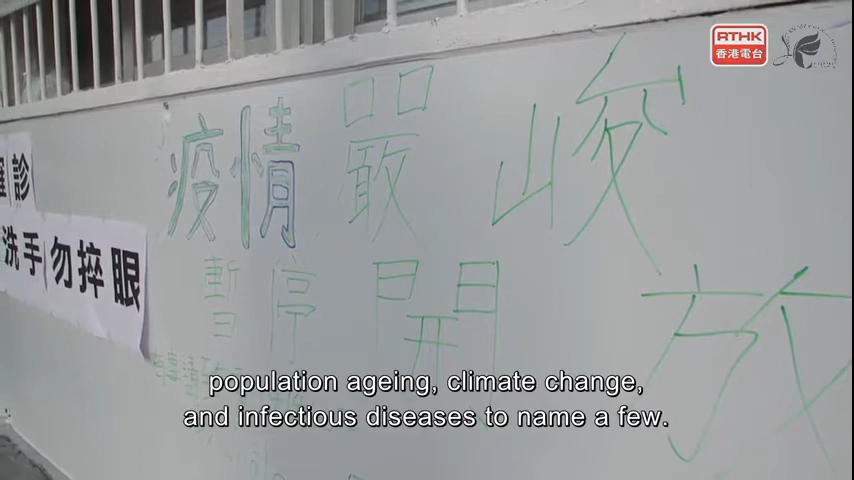 RTHK
香港電台
疫情嚴峻
暫停開放
診
洗手勿捽眼
population ageing, climate change,
and infectious diseases to name a few.